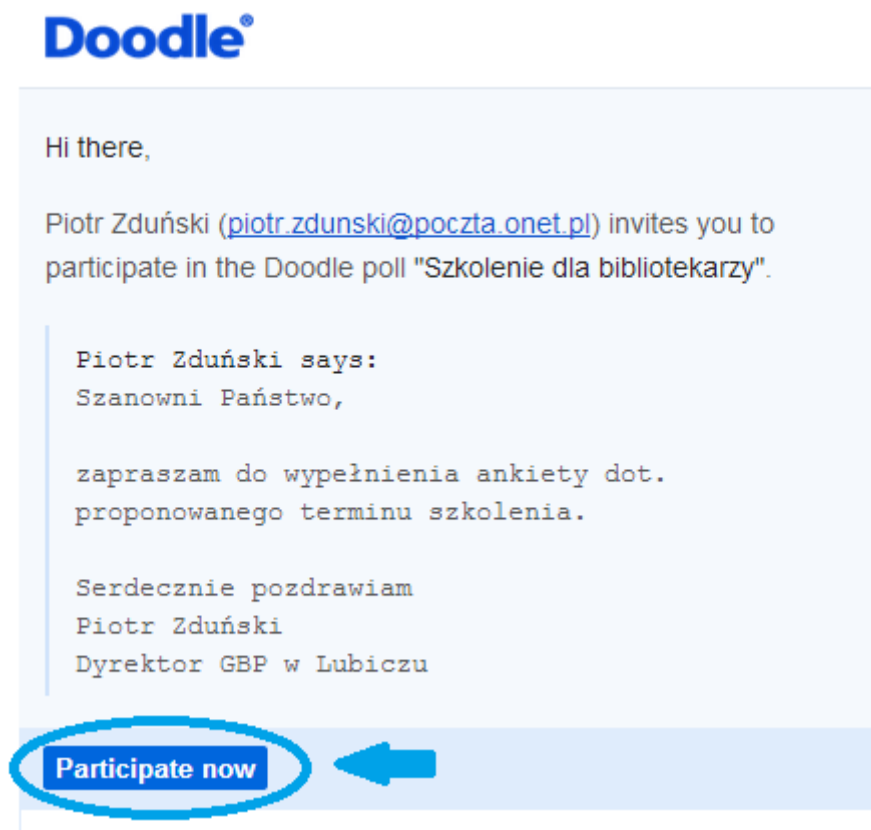 Doodle®
Hi there,
Piotr Zduński (piotr.zdunski@poczta.onet.pl) invites you to
participate in the Doodle poll "Szkolenie dla bibliotekarzy".
Piotr Zduński says:
Szanowni Państwo,
zapraszam do wypełnienia ankiety dot.
proponowanego terminu szkolenia.
Serdecznie pozdrawiam
Piotr Zduński
Dyrektor GBP w Lubiczu
Participate now